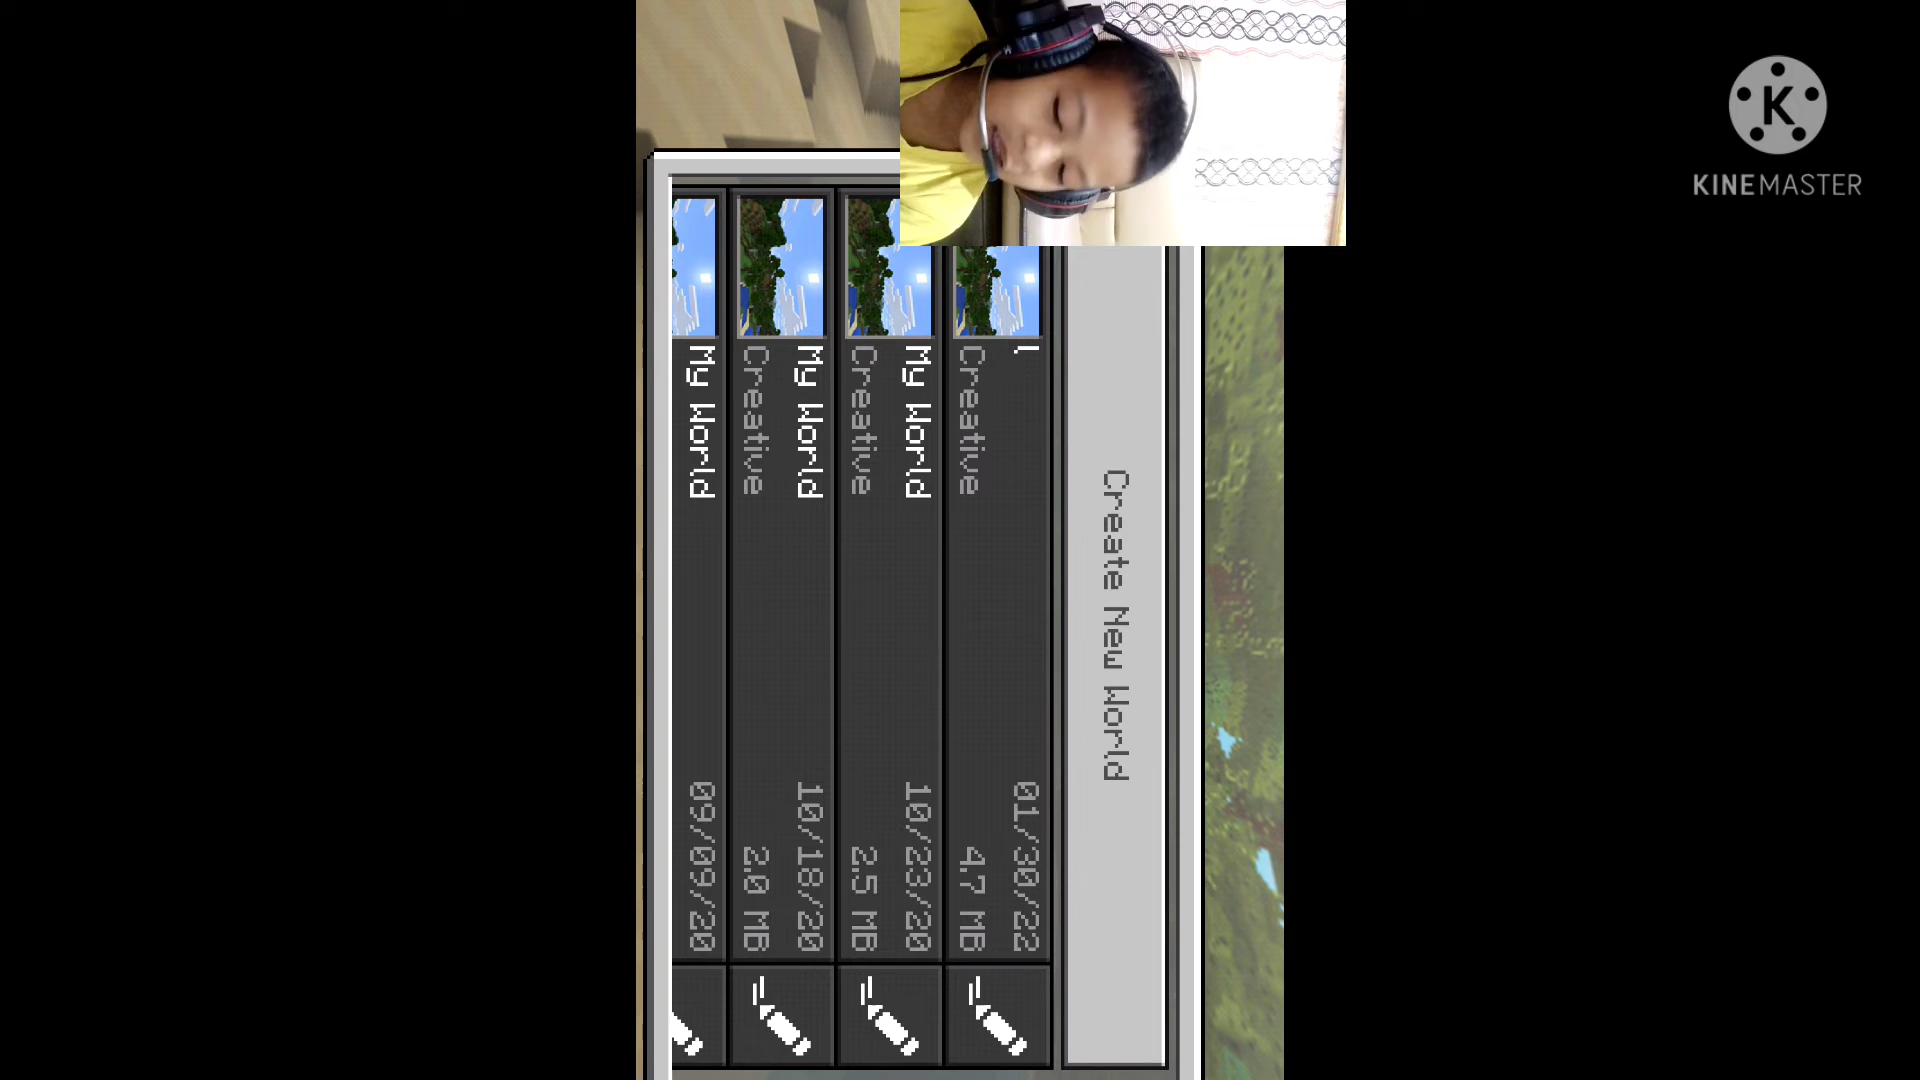 KINEMASTER
Create New World
l
01/30/22
Creative
4.7 MB
My World
10/23/20
Creative
2.5 MB
My World
10/18/20
Creative
2.0 MB
My World
09/09/20